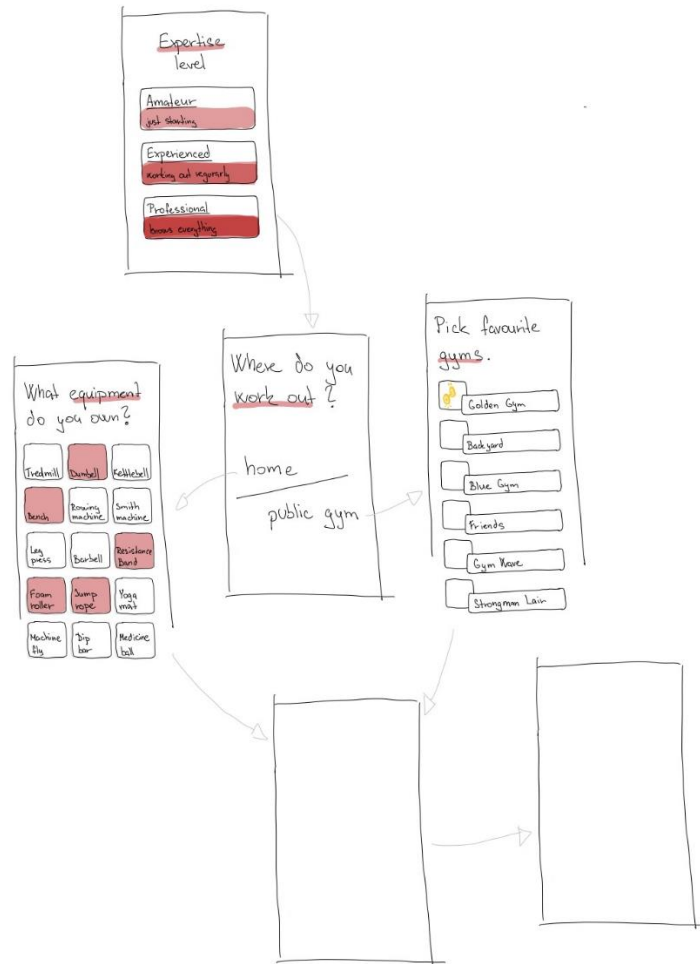 Expertise
level
Amateur
just starting
Experienced
working out regurarly
Professional
knows everything
What equipment
do you own?
Tredmill
Dumbell
Kettlebell
Bench
Rowing
machine
Smith
machine
Leg
press
Barbell
Resistance
Band
Foam
roller
Jump
rope
Yoga
mat
Machine
fly
Dip
bar
Medicine
ball
Where do you
work out?
home
public gym
Pick favourite
gyms.
Golden Gym
Backyard
Blue Gym
Friends
Gym Wave
Strongman Lair